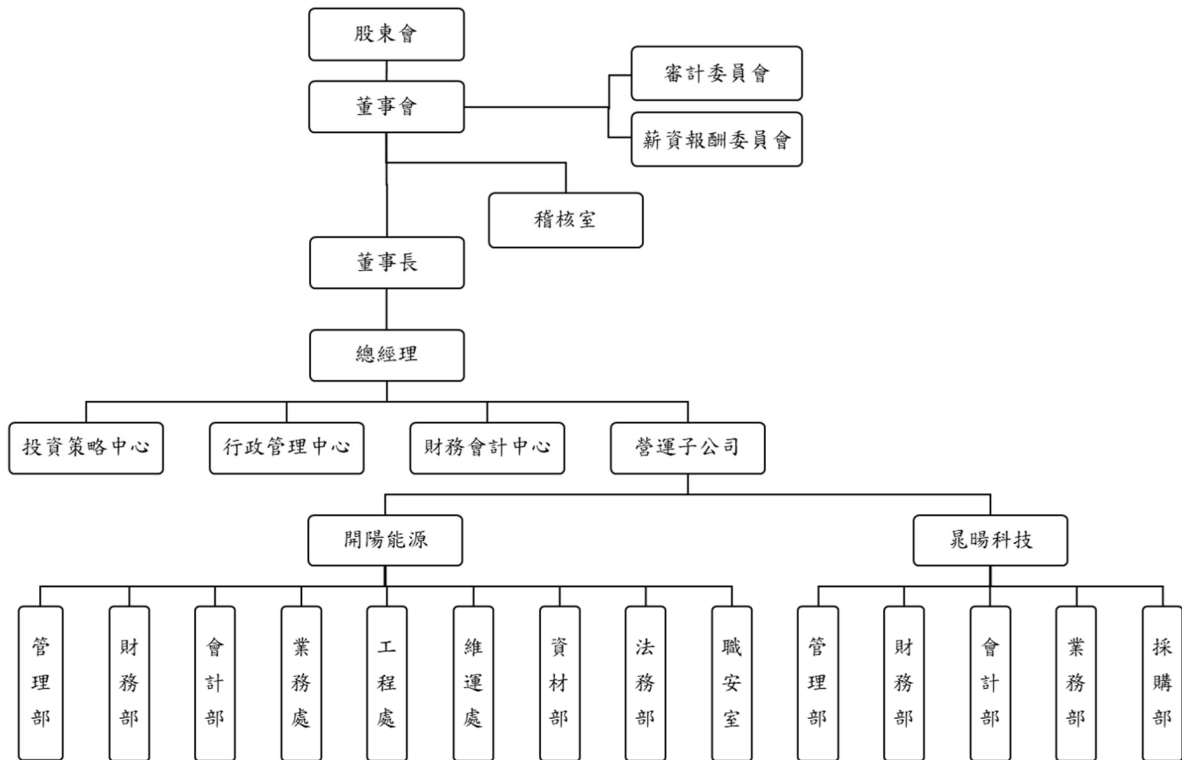 股東會
審計委員會
董事會
薪資報酬委員會
稽核室
董事長
總經理
投資策略中心
行政管理中心
財務會計中心
營運子公司
開陽能源
晁暘科技
管理部
財務部
會計部
業務處
工程處
維運處
資材部
法務部
職安室
管理部
財務部
會計部
業務部
採購部